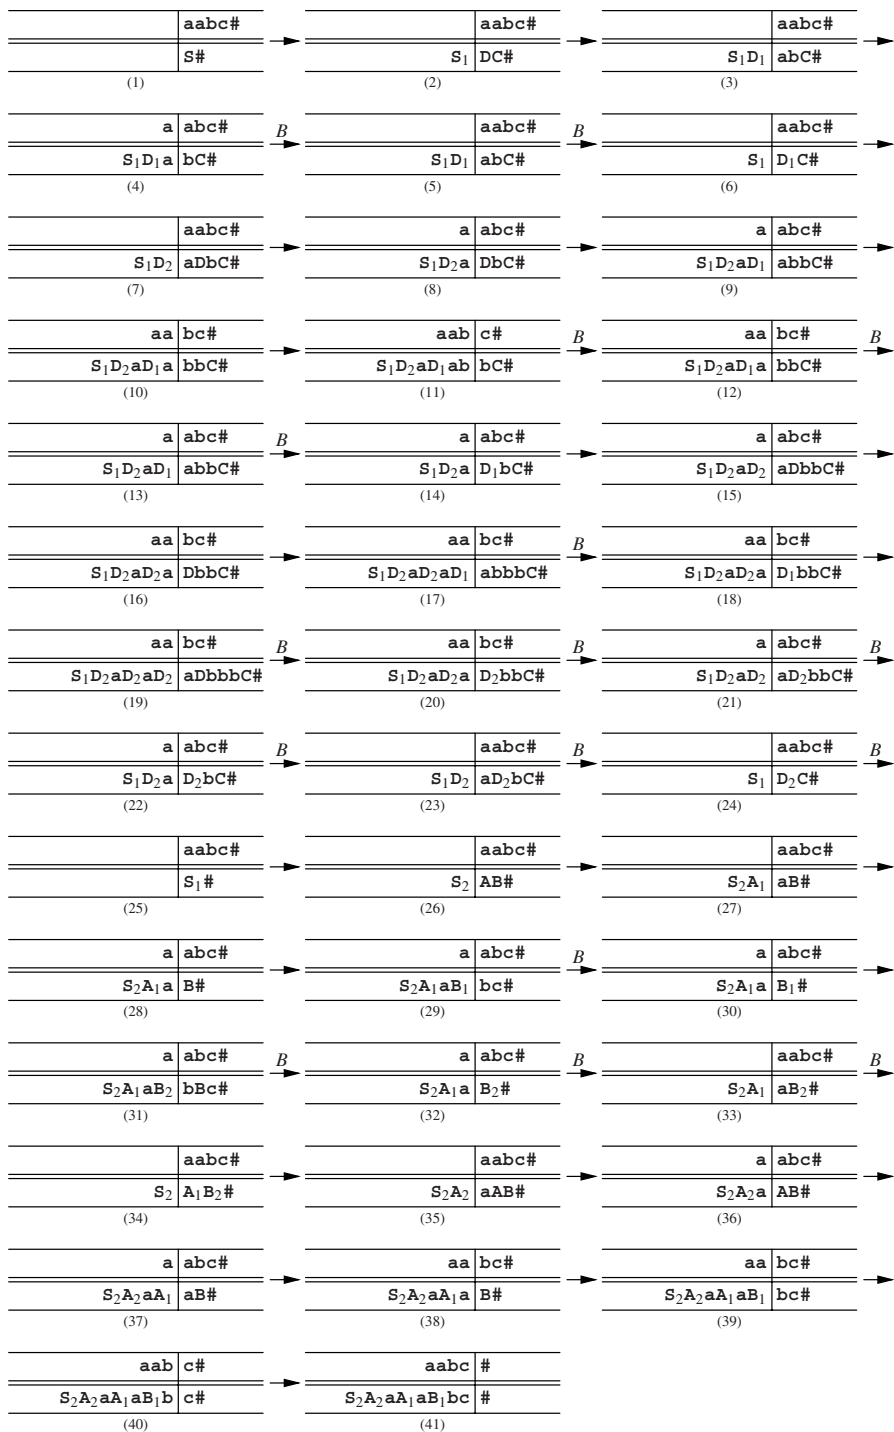 aabc# aabc# aabc#
S# S₁ DC# S₁D₁ abC#
(1) (2) (3)
a abc# B aabc# B aabc#
S₁D₁a bC# S₁D₁ abC# S₁ D₁C#
(4) (5) (6)
aabc# a abc# a abc#
S₁D₂ aDbC# S₁D₂a DbC# S₁D₂aD₁ abbC#
(7) (8) (9)
aa bc# aab c# B aa bc# B
S₁D₂aD₁a bbC# S₁D₂aD₁ab bC# S₁D₂aD₁a bbC#
(10) (11) (12)
a abc# B a abc# a abc#
S₁D₂aD₁ abbC# S₁D₂a D₁bC# S₁D₂aD₂ aDbbC#
(13) (14) (15)
aa bc# aa bc# B aa bc#
S₁D₂aD₂a DbbC# S₁D₂aD₂aD₁ abbbC# S₁D₂aD₂a D₁bbC#
(16) (17) (18)
aa bc# B aa bc# B a abc# B
S₁D₂aD₂aD₂ aDbbbC# S₁D₂aD₂a D₂bbC# S₁D₂aD₂ aD₂bbC#
(19) (20) (21)
a abc# B aabc# B aabc# B
S₁D₂a D₂bC# S₁D₂ aD₂bC# S₁ D₂C#
(22) (23) (24)
aabc# aabc# aabc#
S₁# S₂ AB# S₂A₁ aB#
(25) (26) (27)
a abc# a abc# B a abc#
S₂A₁a B# S₂A₁aB₁ bc# S₂A₁a B₁#
(28) (29) (30)
a abc# B a abc# B aabc# B
S₂A₁aB₂ bBc# S₂A₁a B₂# S₂A₁ aB₂#
(31) (32) (33)
aabc# aabc# a abc#
S₂ A₁B₂# S₂A₂ aAB# S₂A₂a AB#
(34) (35) (36)
a abc# aa bc# aa bc#
S₂A₂aA₁ aB# S₂A₂aA₁a B# S₂A₂aA₁aB₁ bc#
(37) (38) (39)
aab c# aabc #
S₂A₂aA₁aB₁b c# S₂A₂aA₁aB₁bc #
(40) (41)